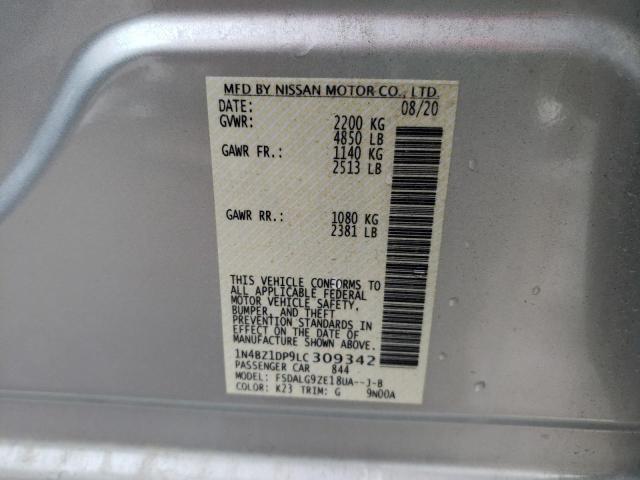 MFD BY NISSAN MOTOR CO., LTD.
DATE: 08/20
GVWR: 2200 KG
4850 LB
GAWR FR.: 1140 KG
2513 LB
GAWR RR.: 1080 KG
2381 LB
THIS VEHICLE CONFORMS TO
ALL APPLICABLE FEDERAL
MOTOR VEHICLE SAFETY,
BUMPER, AND THEFT
PREVENTION STANDARDS IN
EFFECT ON THE DATE OF
MANUFACTURE SHOWN ABOVE.
1N4BZ1DP9LC309342
PASSENGER CAR 844
MODEL: FSDALG9ZE18UA--J-B
COLOR: K23 TRIM: G 9N00A